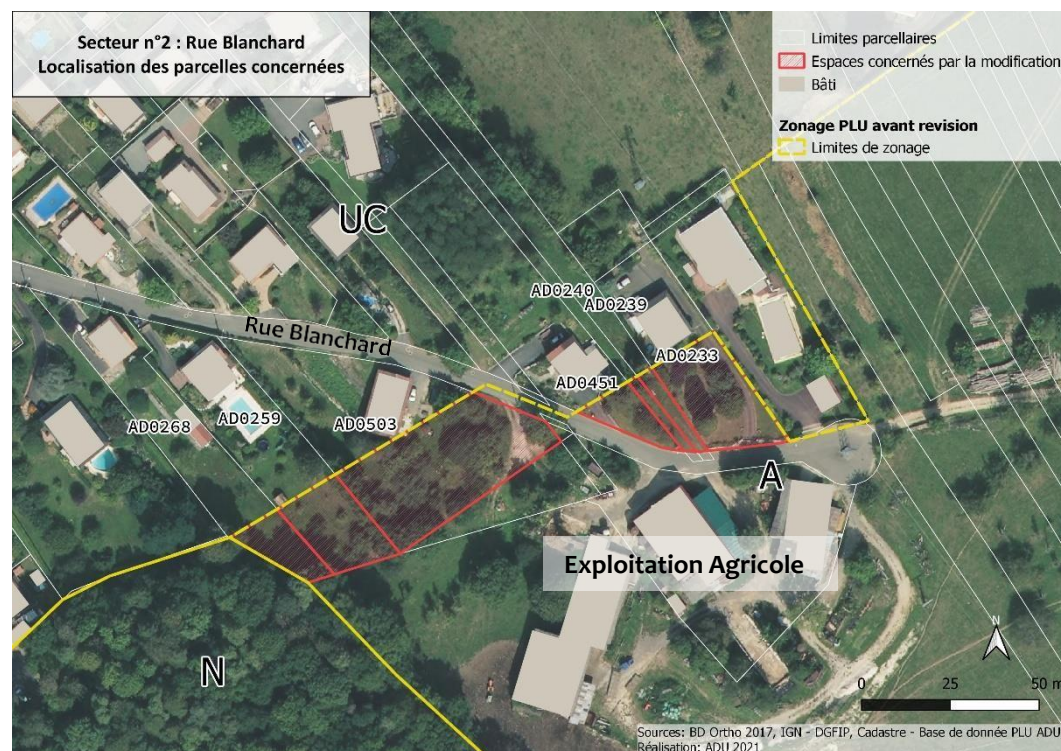 Secteur n°2 : Rue Blanchard
Localisation des parcelles concernées
Limites parcellaires
Espaces concernés par la modification
Bâti
Zonage PLU avant revision
Limites de zonage
UC
AD0240
AD0239
Rue Blanchard
AD0233
AD0451
AD0259
AD0268
AD0503
A
Exploitation Agricole
N
N
0 25 50 m
Sources: BD Ortho 2017, IGN - DGFIP, Cadastre - Base de donnée PLU ADU
Réalisation: ADU 2021